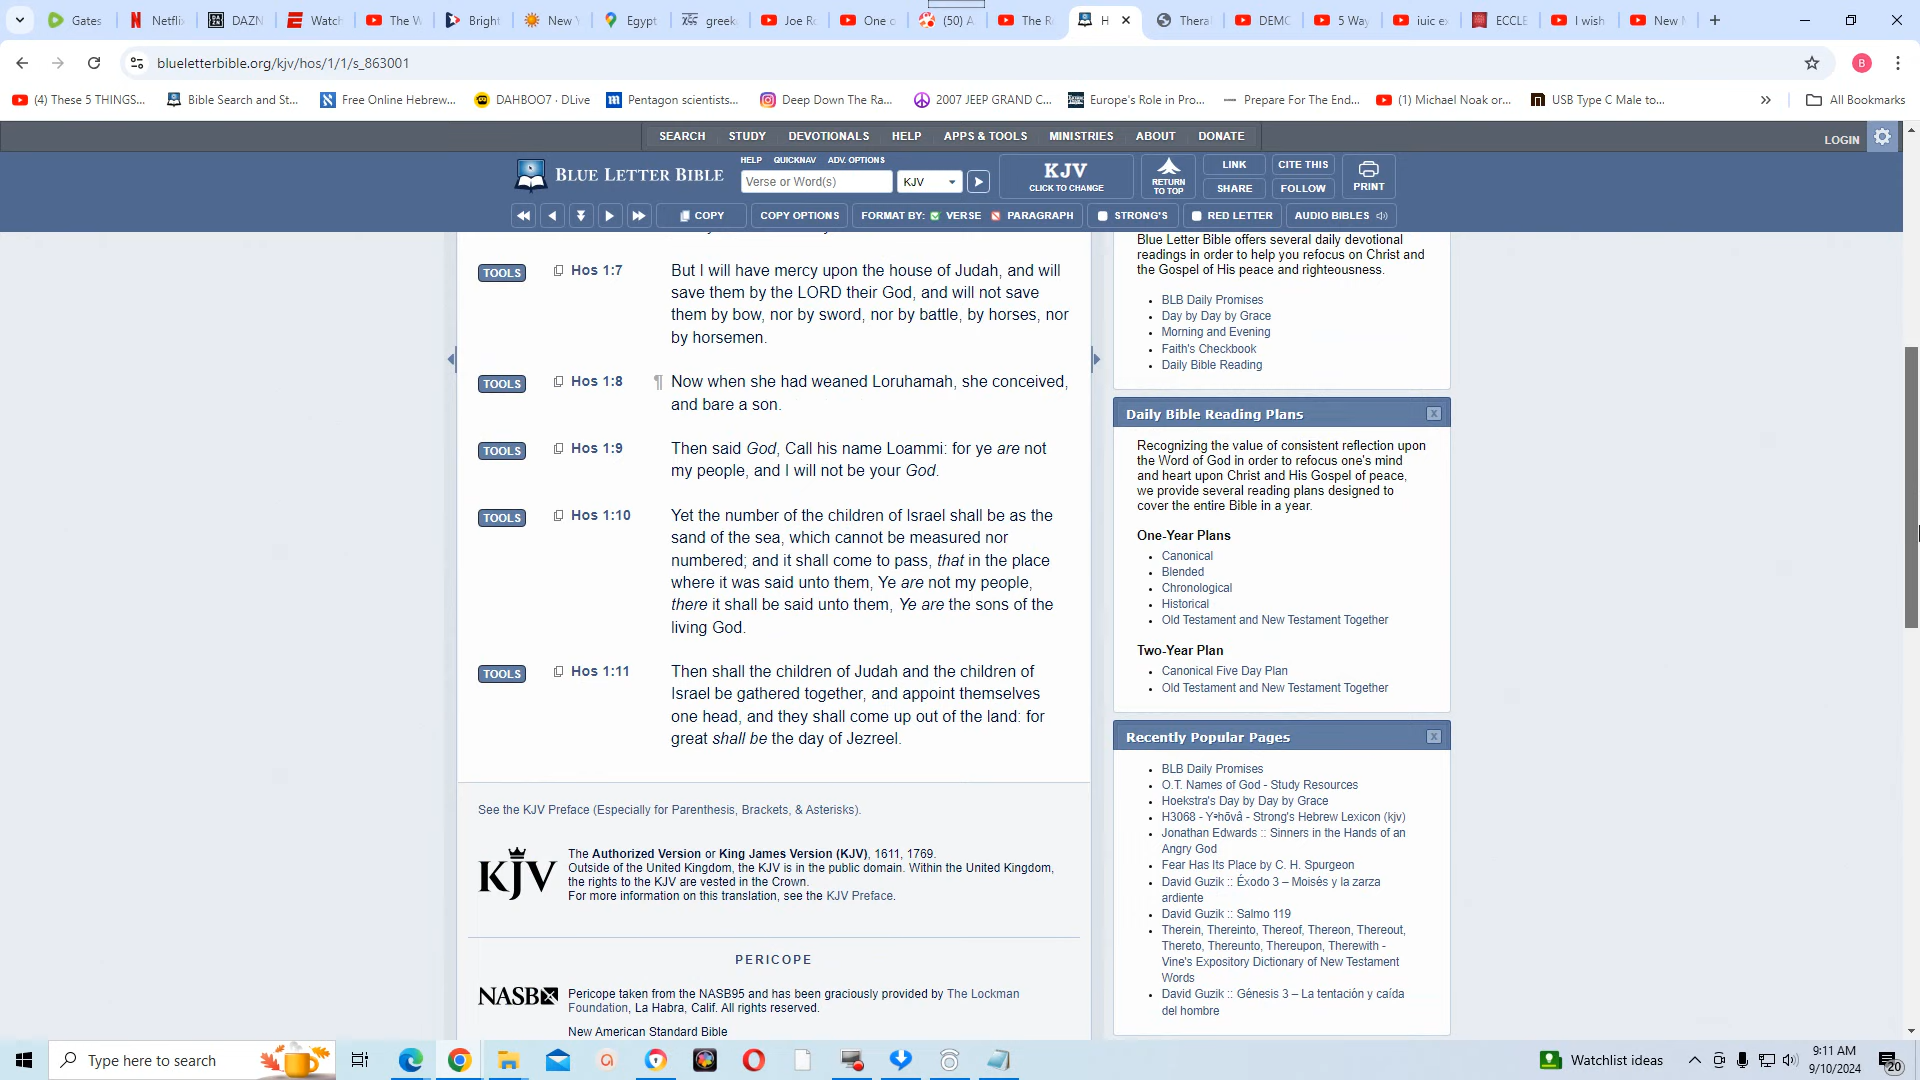 Gates
Netflix
DAZN
Watch
The W
Bright
New Y
Egypt
greek
Joe Ro
One o
(50) A
The R
H
Thera
DEMC
5 Way
iuic ex
ECCLE
I wish
New M
blueletterbible.org/kjv/hos/1/1/s_863001
B
(4) These 5 THINGS...
Bible Search and St...
Free Online Hebrew...
DAHBOO7 · DLive
Pentagon scientists...
Deep Down The Ra...
2007 JEEP GRAND C...
Europe's Role in Pro...
Prepare For The End...
(1) Michael Noak or...
USB Type C Male to...
All Bookmarks
SEARCH STUDY DEVOTIONALS HELP APPS & TOOLS MINISTRIES ABOUT DONATE
LOGIN
BLUE LETTER BIBLE
HELP QUICKNAV ADV. OPTIONS
Verse or Word(s)
KJV
KJV
CLICK TO CHANGE
RETURN
TO TOP
LINK
CITE THIS
SHARE
FOLLOW
PRINT
COPY
COPY OPTIONS
FORMAT BY: VERSE PARAGRAPH
STRONG'S
RED LETTER
AUDIO BIBLES
TOOLS
Hos 1:7
But I will have mercy upon the house of Judah, and will
save them by the LORD their God, and will not save
them by bow, nor by sword, nor by battle, by horses, nor
by horsemen.
TOOLS
Hos 1:8
¶ Now when she had weaned Loruhamah, she conceived,
and bare a son.
TOOLS
Hos 1:9
Then said God, Call his name Loammi: for ye are not
my people, and I will not be your God.
TOOLS
Hos 1:10
Yet the number of the children of Israel shall be as the
sand of the sea, which cannot be measured nor
numbered; and it shall come to pass, that in the place
where it was said unto them, Ye are not my people,
there it shall be said unto them, Ye are the sons of the
living God.
TOOLS
Hos 1:11
Then shall the children of Judah and the children of
Israel be gathered together, and appoint themselves
one head, and they shall come up out of the land: for
great shall be the day of Jezreel.
See the KJV Preface (Especially for Parenthesis, Brackets, & Asterisks).
KJV
The Authorized Version or King James Version (KJV), 1611, 1769.
Outside of the United Kingdom, the KJV is in the public domain. Within the United Kingdom,
the rights to the KJV are vested in the Crown.
For more information on this translation, see the KJV Preface.
PERICOPE
NASB
Pericope taken from the NASB95 and has been graciously provided by The Lockman
Foundation, La Habra, Calif. All rights reserved.
New American Standard Bible
Blue Letter Bible offers several daily devotional
readings in order to help you refocus on Christ and
the Gospel of His peace and righteousness.
BLB Daily Promises
Day by Day by Grace
Morning and Evening
Faith's Checkbook
Daily Bible Reading
Daily Bible Reading Plans
Recognizing the value of consistent reflection upon
the Word of God in order to refocus one's mind
and heart upon Christ and His Gospel of peace,
we provide several reading plans designed to
cover the entire Bible in a year.
One-Year Plans
Canonical
Blended
Chronological
Historical
Old Testament and New Testament Together
Two-Year Plan
Canonical Five Day Plan
Old Testament and New Testament Together
Recently Popular Pages
BLB Daily Promises
O.T. Names of God - Study Resources
Hoekstra's Day by Day by Grace
H3068 - Yᵊhōvâ - Strong's Hebrew Lexicon (kjv)
Jonathan Edwards :: Sinners in the Hands of an
Angry God
Fear Has Its Place by C. H. Spurgeon
David Guzik :: Éxodo 3 – Moisés y la zarza
ardiente
David Guzik :: Salmo 119
Therein, Thereinto, Thereof, Thereon, Thereout,
Thereto, Thereunto, Thereupon, Therewith -
Vine's Expository Dictionary of New Testament
Words
David Guzik :: Génesis 3 – La tentación y caída
del hombre
Type here to search
Watchlist ideas
9:11 AM
9/10/2024
20